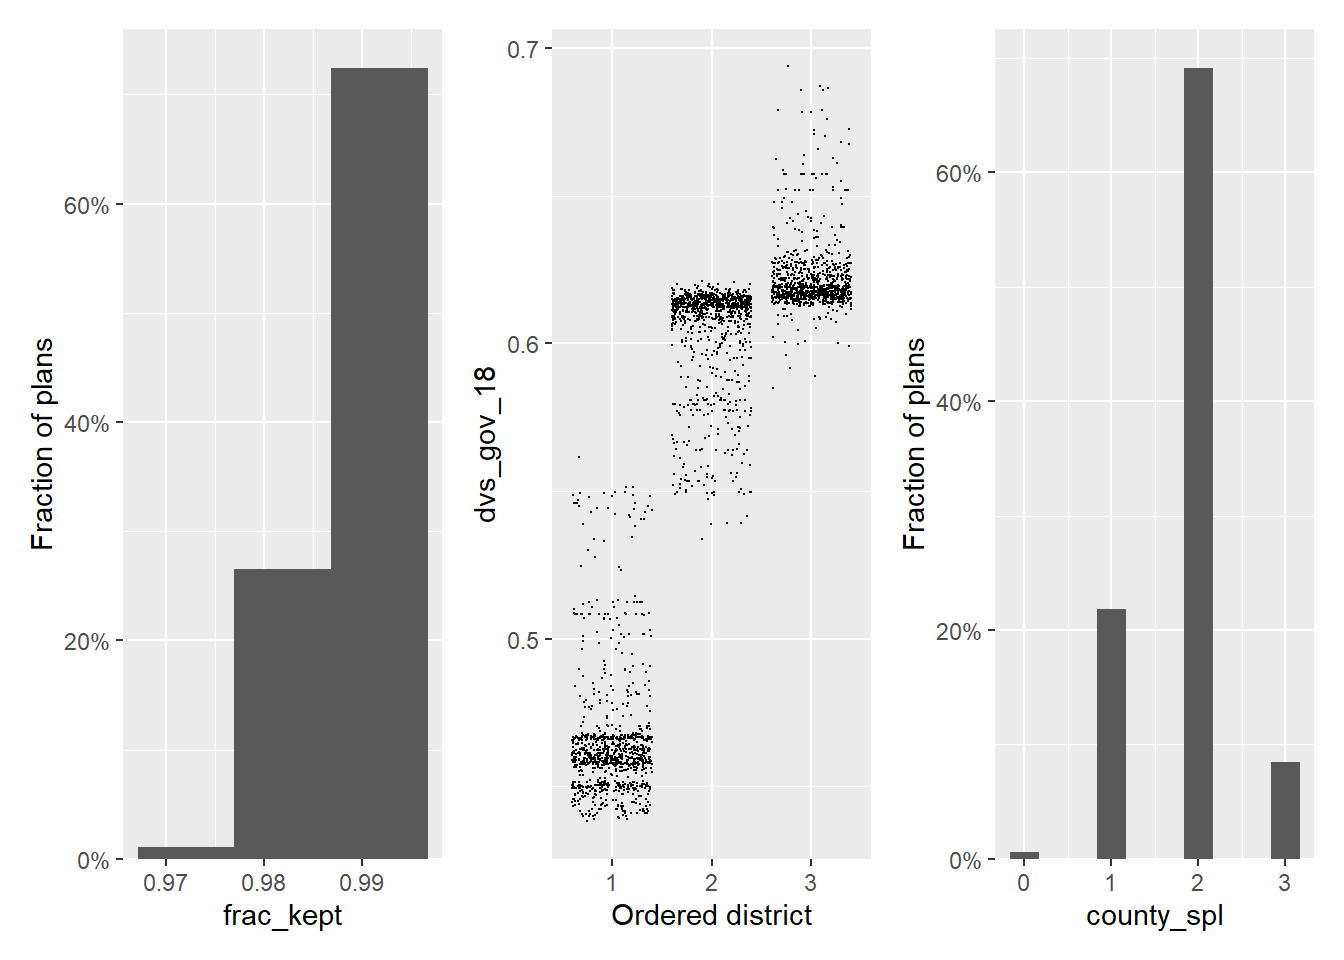 Fraction of plans
60%
40%
20%
0%
0.97 0.98 0.99
frac_kept
dvs_gov_18
0.7
0.6
0.5
1 2 3
Ordered district
Fraction of plans
60%
40%
20%
0%
0 1 2 3
county_spl